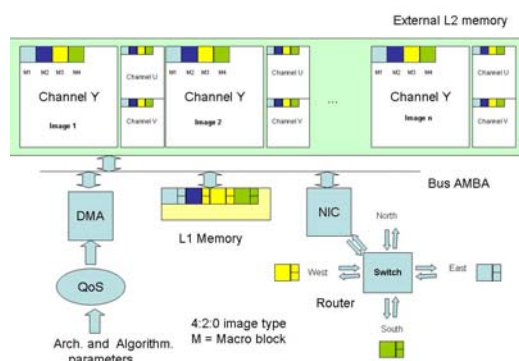 External L2 memory
M1 M2 M3 M4
Channel Y
Image 1
Channel U
Channel V
M1 M2 M3 M4
Channel Y
Image 2
Channel U
Channel V
...
M1 M2 M3 M4
Channel Y
Image n
Channel U
Channel V
Bus AMBA
DMA
L1 Memory
NIC
North
QoS
West
Switch
East
Router
4:2:0 image type
M = Macro block
South
Arch. and Algorithm.
parameters